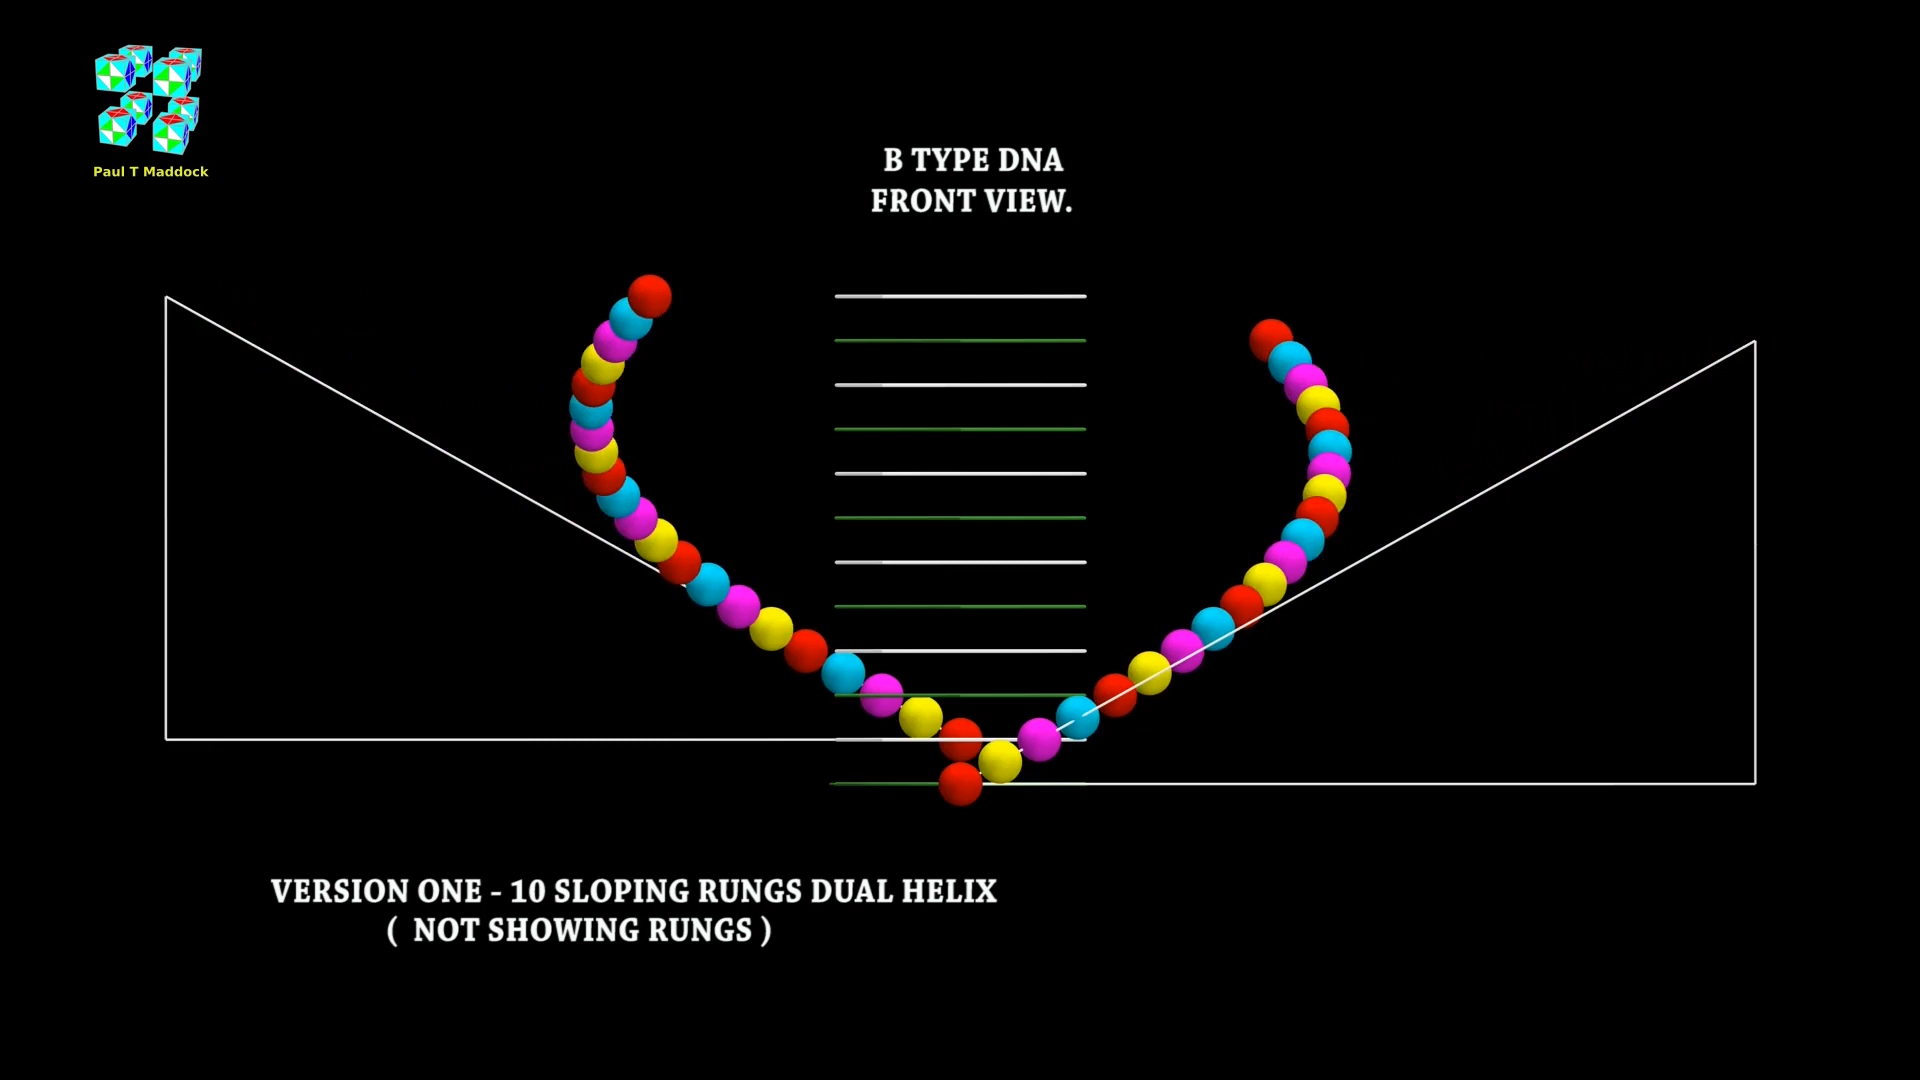 Paul T Maddock
B TYPE DNA
FRONT VIEW.
VERSION ONE - 10 SLOPING RUNGS DUAL HELIX
( NOT SHOWING RUNGS )